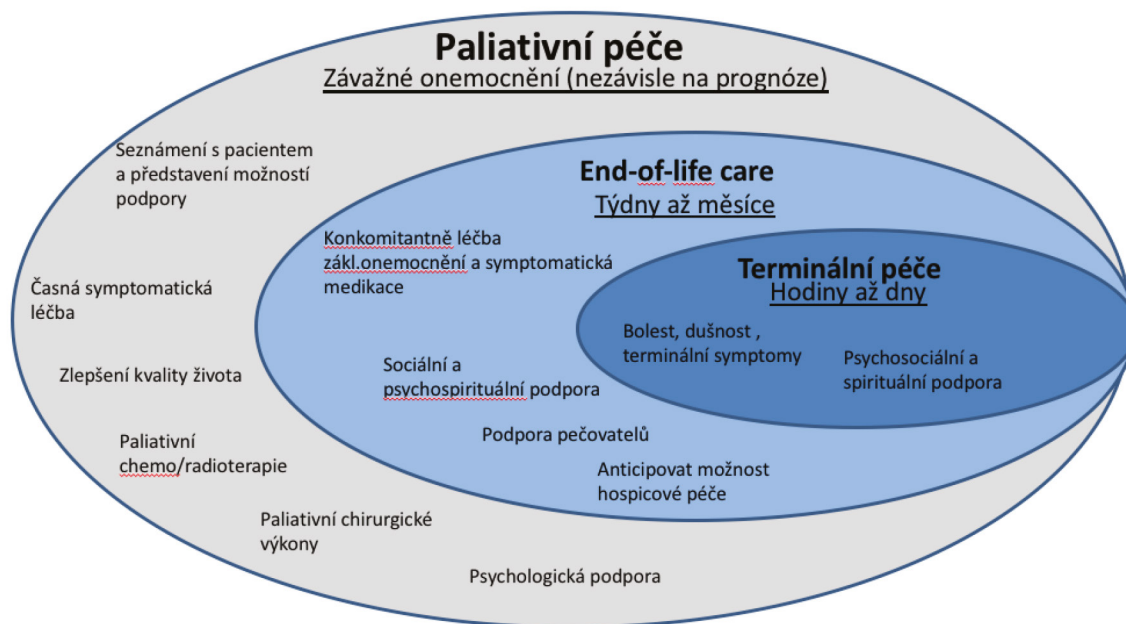 Paliativní péče
Závažné onemocnění (nezávisle na prognóze)
Seznámení s pacientem
a představení možností
podpory
Časná symptomatická
léčba
Zlepšení kvality života
Paliativní
chemo/radioterapie
Paliativní chirurgické
výkony
Psychologická podpora
End-of-life care
Týdny až měsíce
Konkomitantně léčba
zákl.onemocnění a symptomatická
medikace
Sociální a
psychospirituální podpora
Podpora pečovatelů
Anticipovat možnost
hospicové péče
Terminální péče
Hodiny až dny
Bolest, dušnost ,
terminální symptomy
Psychosociální a
spirituální podpora